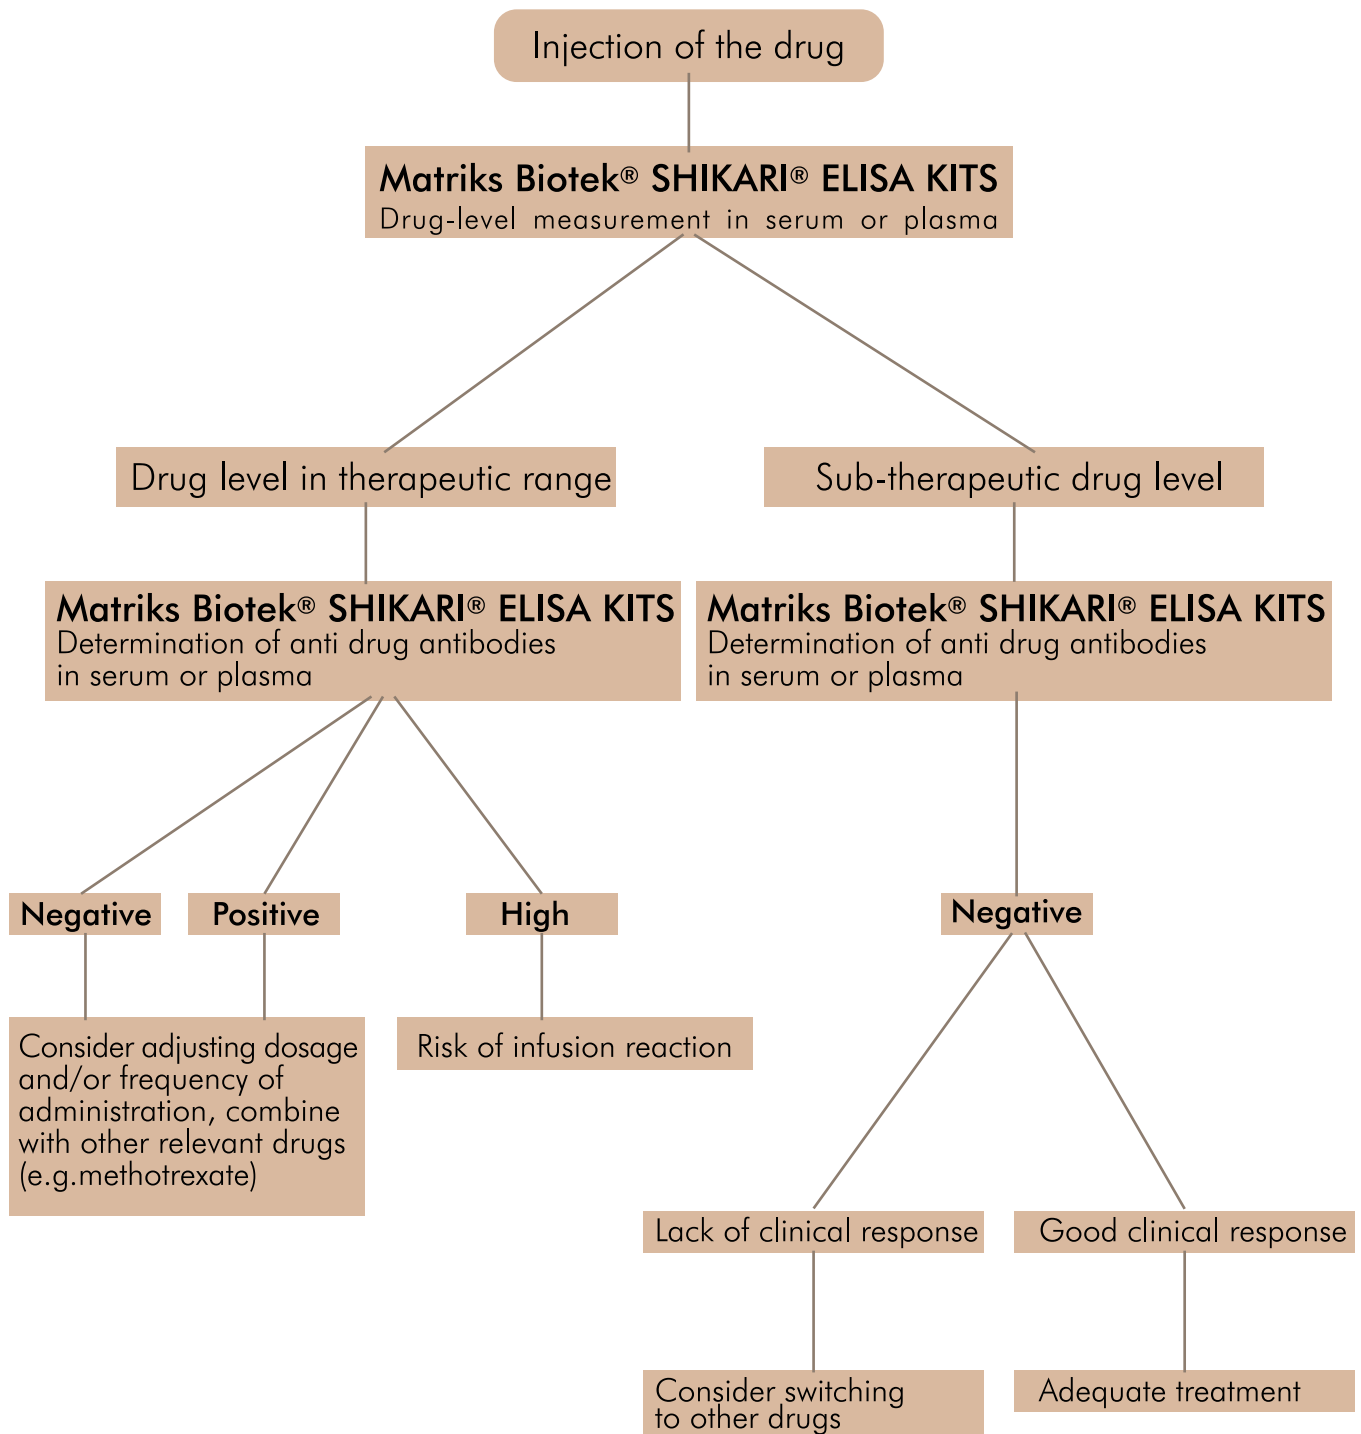 Injection of the drug
Matriks Biotek® SHIKARI® ELISA KITS
Drug-level measurement in serum or plasma
Drug level in therapeutic range
Sub-therapeutic drug level
Matriks Biotek® SHIKARI® ELISA KITS
Determination of anti drug antibodies
in serum or plasma
Matriks Biotek® SHIKARI® ELISA KITS
Determination of anti drug antibodies
in serum or plasma
Negative
Positive
High
Negative
Consider adjusting dosage
and/or frequency of
administration, combine
with other relevant drugs
(e.g.methotrexate)
Risk of infusion reaction
Lack of clinical response
Good clinical response
Consider switching
to other drugs
Adequate treatment